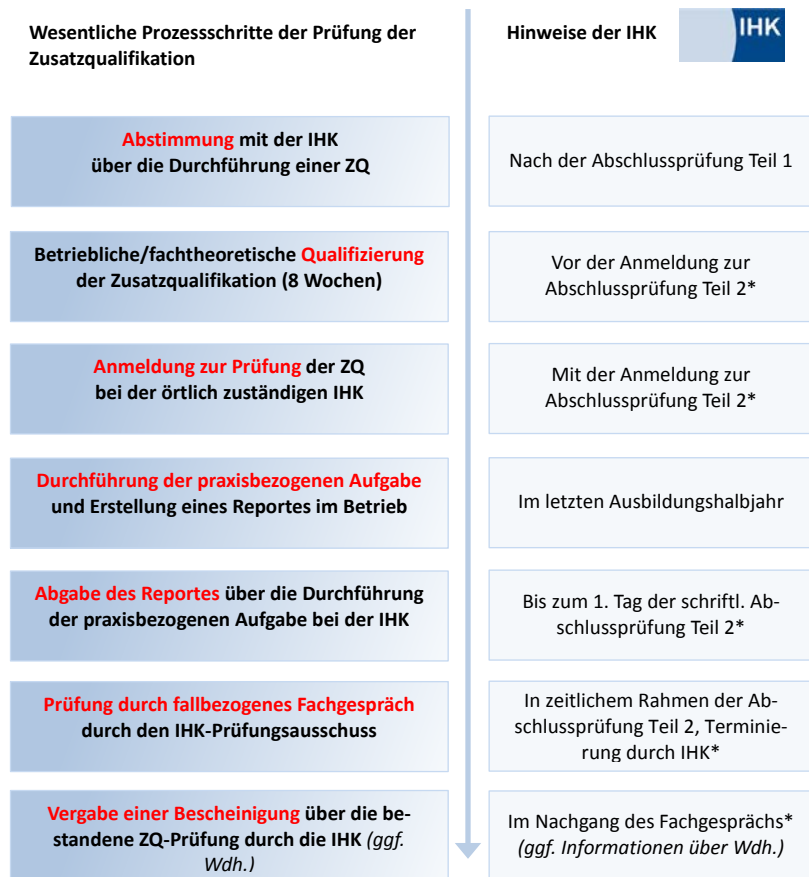 Wesentliche Prozessschritte der Prüfung der
Zusatzqualifikation
Hinweise der IHK
IHK
Abstimmung mit der IHK
über die Durchführung einer ZQ
Nach der Abschlussprüfung Teil 1
Betriebliche/fachtheoretische Qualifizierung
der Zusatzqualifikation (8 Wochen)
Vor der Anmeldung zur
Abschlussprüfung Teil 2*
Anmeldung zur Prüfung der ZQ
bei der örtlich zuständigen IHK
Mit der Anmeldung zur
Abschlussprüfung Teil 2*
Durchführung der praxisbezogenen Aufgabe
und Erstellung eines Reportes im Betrieb
Im letzten Ausbildungshalbjahr
Abgabe des Reportes über die Durchführung
der praxisbezogenen Aufgabe bei der IHK
Bis zum 1. Tag der schriftl. Ab-
schlussprüfung Teil 2*
Prüfung durch fallbezogenes Fachgespräch
durch den IHK-Prüfungsausschuss
In zeitlichem Rahmen der Ab-
schlussprüfung Teil 2, Terminie-
rung durch IHK*
Vergabe einer Bescheinigung über die be-
standene ZQ-Prüfung durch die IHK (ggf.
Wdh.)
Im Nachgang des Fachgesprächs*
(ggf. Informationen über Wdh.)